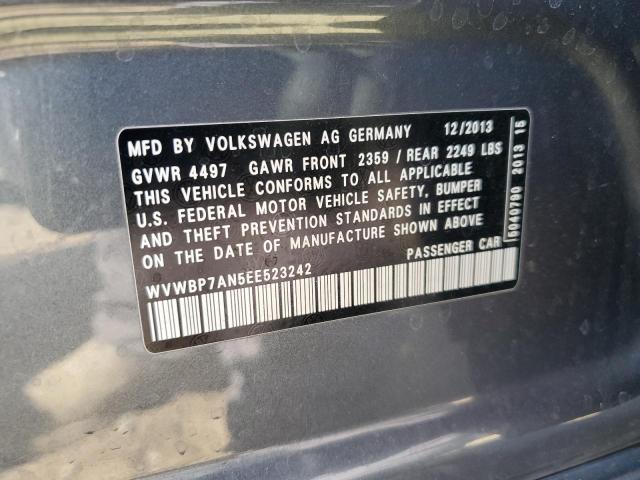 MFD BY VOLKSWAGEN AG GERMANY 12/2013
GVWR 4497 GAWR FRONT 2359 / REAR 2249 LBS
THIS VEHICLE CONFORMS TO ALL APPLICABLE
U.S. FEDERAL MOTOR VEHICLE SAFETY, BUMPER
AND THEFT PREVENTION STANDARDS IN EFFECT
ON THE DATE OF MANUFACTURE SHOWN ABOVE
WVWBP7AN5EE523242 PASSENGER CAR
5040790 2013 15